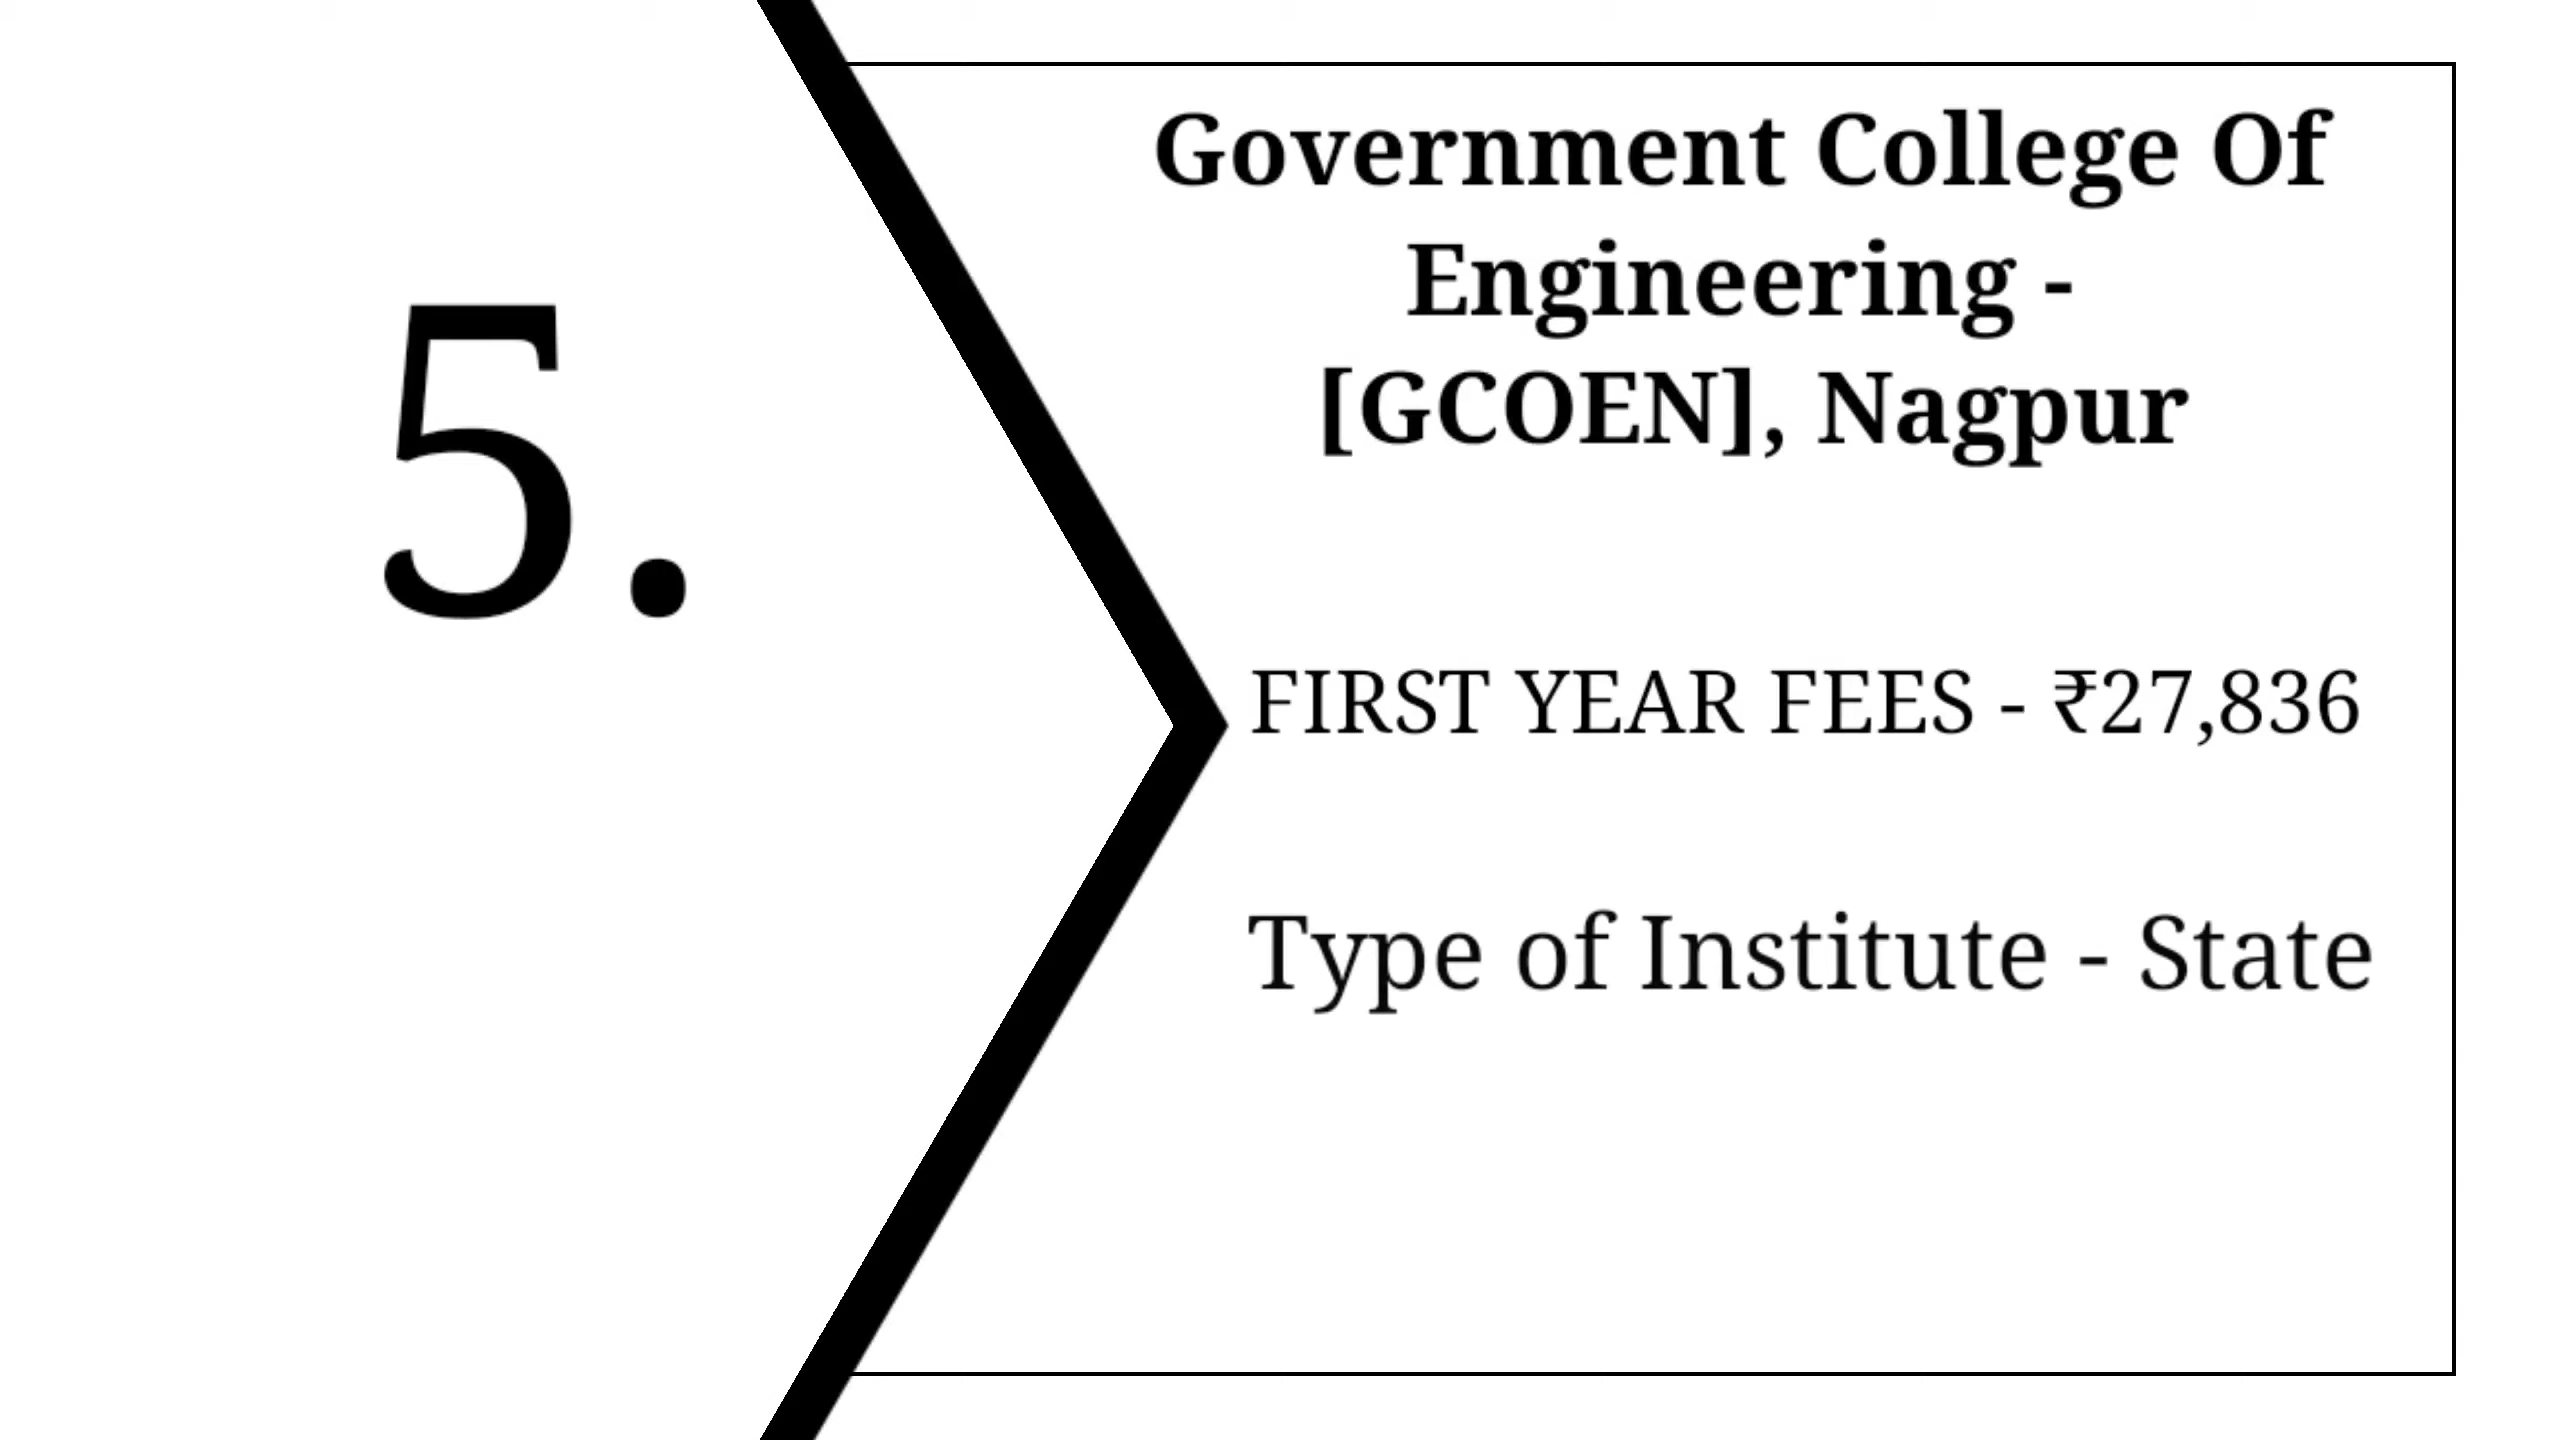 5.
Government College Of
Engineering -
[GCOEN], Nagpur
FIRST YEAR FEES - ₹27,836
Type of Institute - State